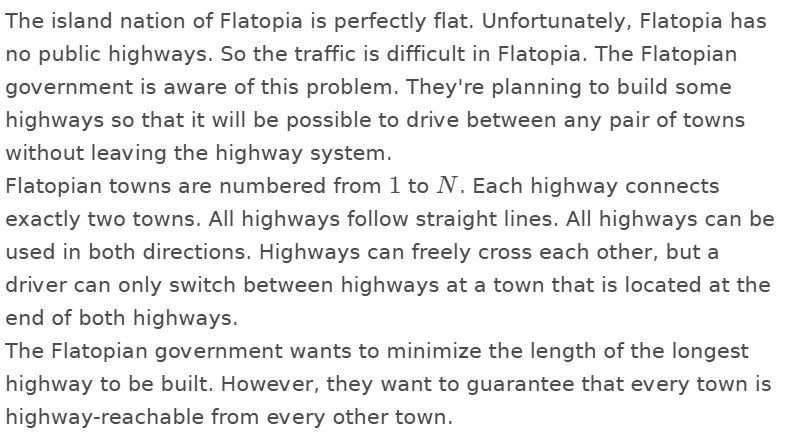 The island nation of Flatopia is perfectly flat. Unfortunately, Flatopia has
no public highways. So the traffic is difficult in Flatopia. The Flatopian
government is aware of this problem. They're planning to build some
highways so that it will be possible to drive between any pair of towns
without leaving the highway system.
Flatopian towns are numbered from 1 to N. Each highway connects
exactly two towns. All highways follow straight lines. All highways can be
used in both directions. Highways can freely cross each other, but a
driver can only switch between highways at a town that is located at the
end of both highways.
The Flatopian government wants to minimize the length of the longest
highway to be built. However, they want to guarantee that every town is
highway-reachable from every other town.